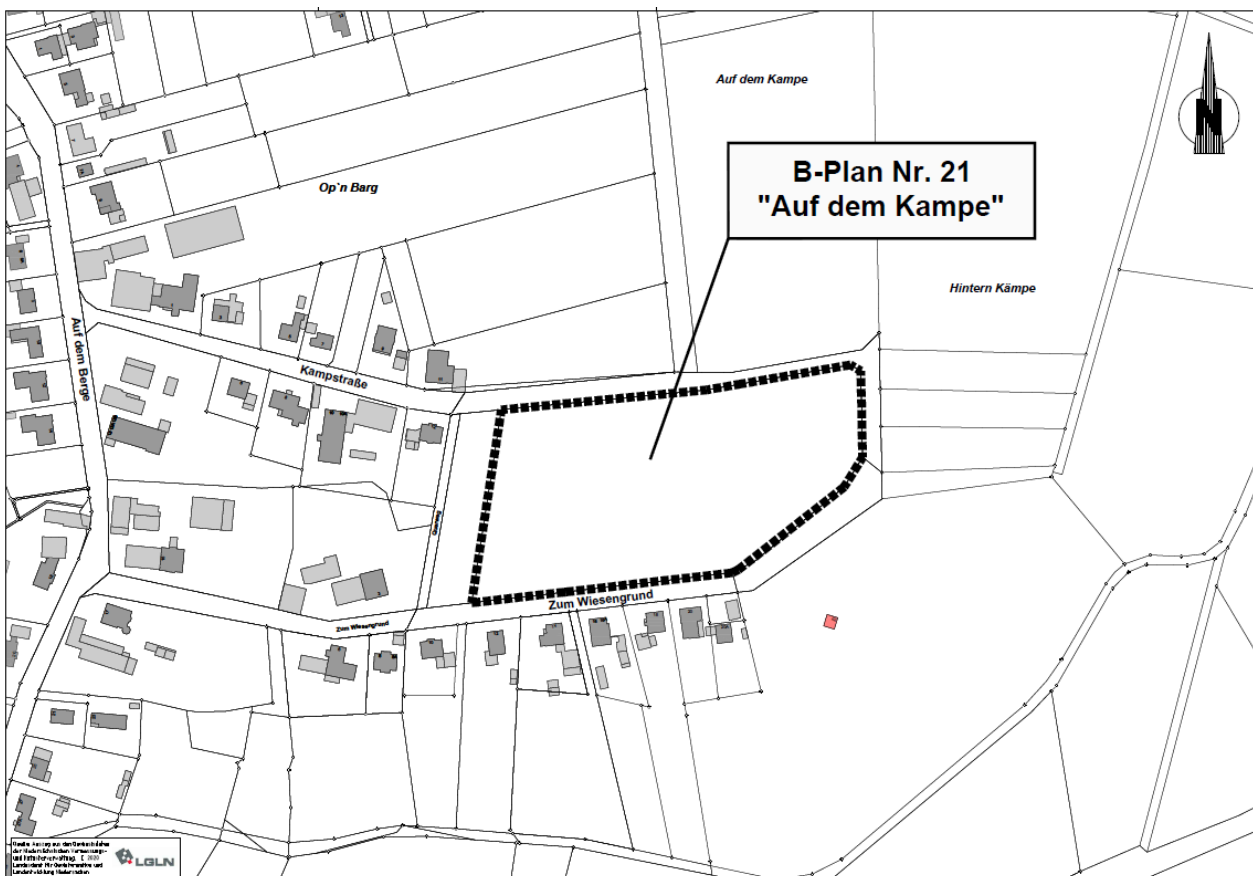 Auf dem Kampe
N
B-Plan Nr. 21
"Auf dem Kampe"
Op`n Barg
Hintern Kämpe
Auf dem Berge
Kampstraße
Zum Wiesengrund
Zum Wiesengrund
LGLN